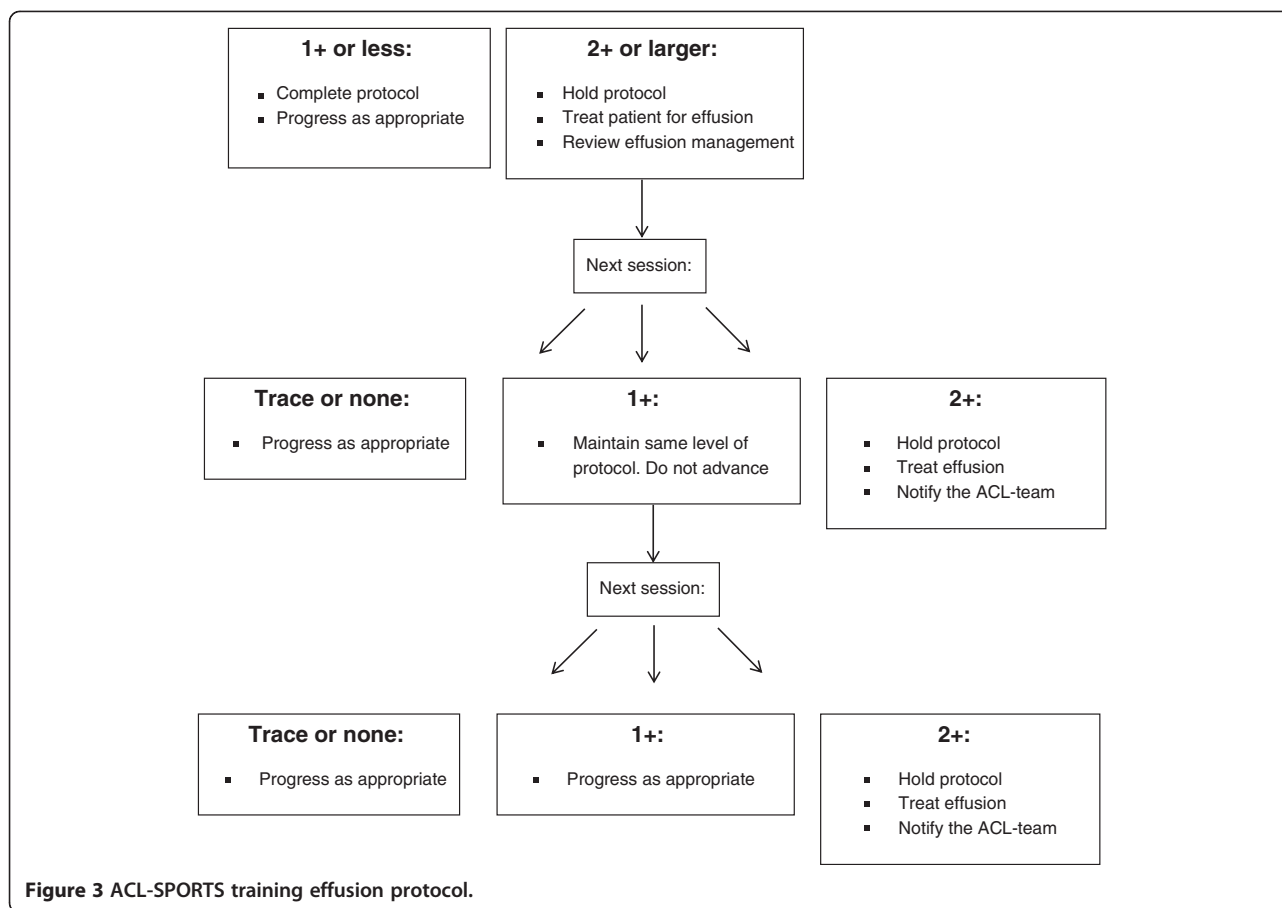 1+ or less:
▪ Complete protocol
▪ Progress as appropriate
2+ or larger:
▪ Hold protocol
▪ Treat patient for effusion
▪ Review effusion management
Next session:
Trace or none:
▪ Progress as appropriate
1+:
▪ Maintain same level of
protocol. Do not advance
2+:
▪ Hold protocol
▪ Treat effusion
▪ Notify the ACL-team
Next session:
Trace or none:
▪ Progress as appropriate
1+:
▪ Progress as appropriate
2+:
▪ Hold protocol
▪ Treat effusion
▪ Notify the ACL-team
Figure 3 ACL-SPORTS training effusion protocol.